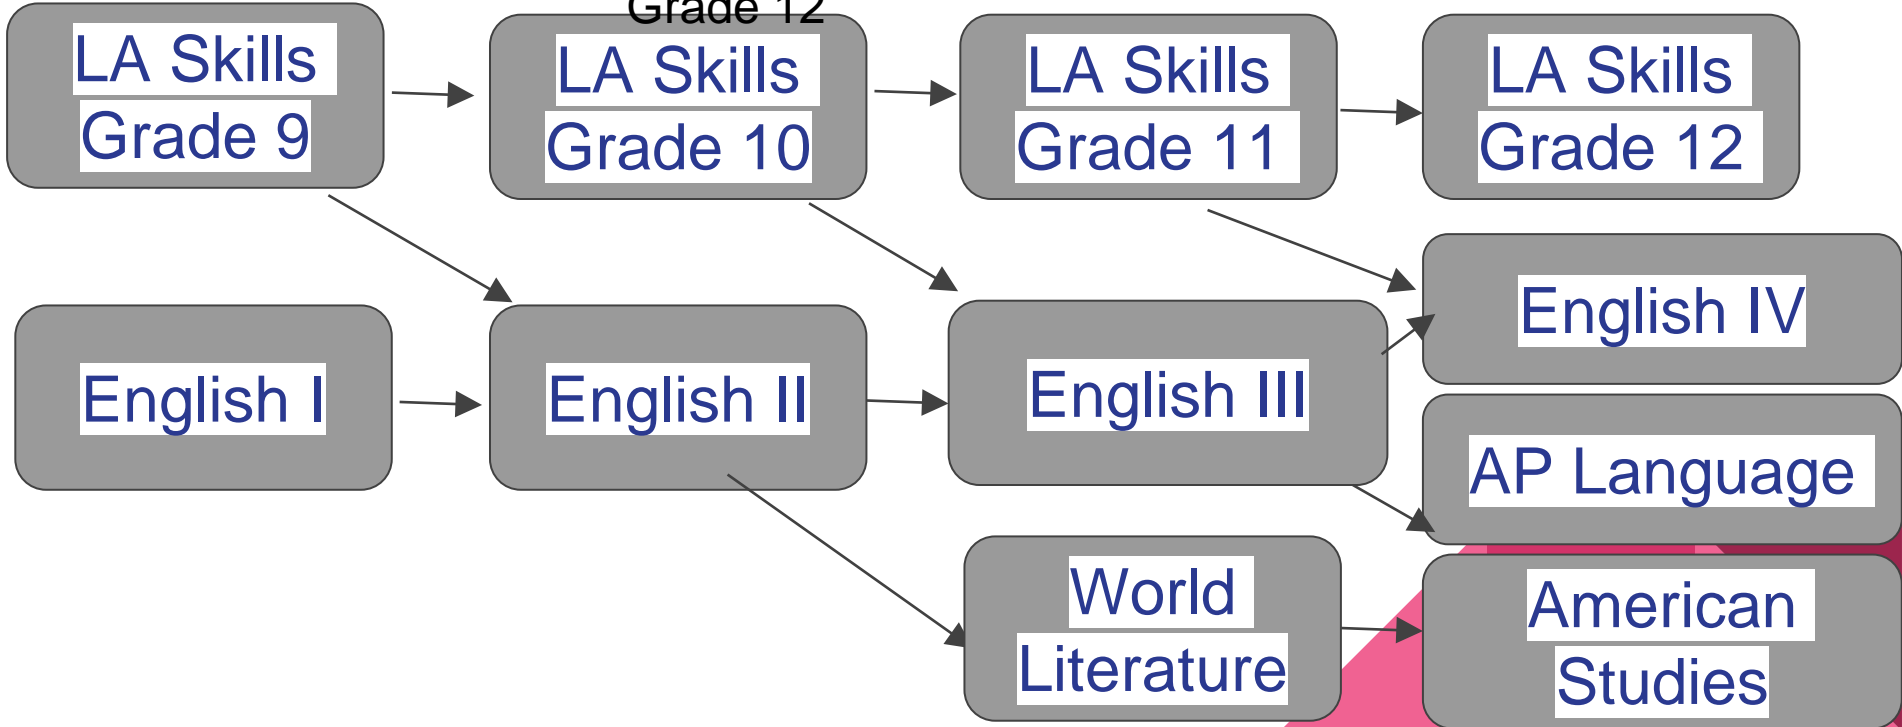 Grade 12
LA Skills
Grade 9
LA Skills
Grade 10
LA Skills
Grade 11
LA Skills
Grade 12
English I
English II
English III
English IV
AP Language
World
Literature
American
Studies